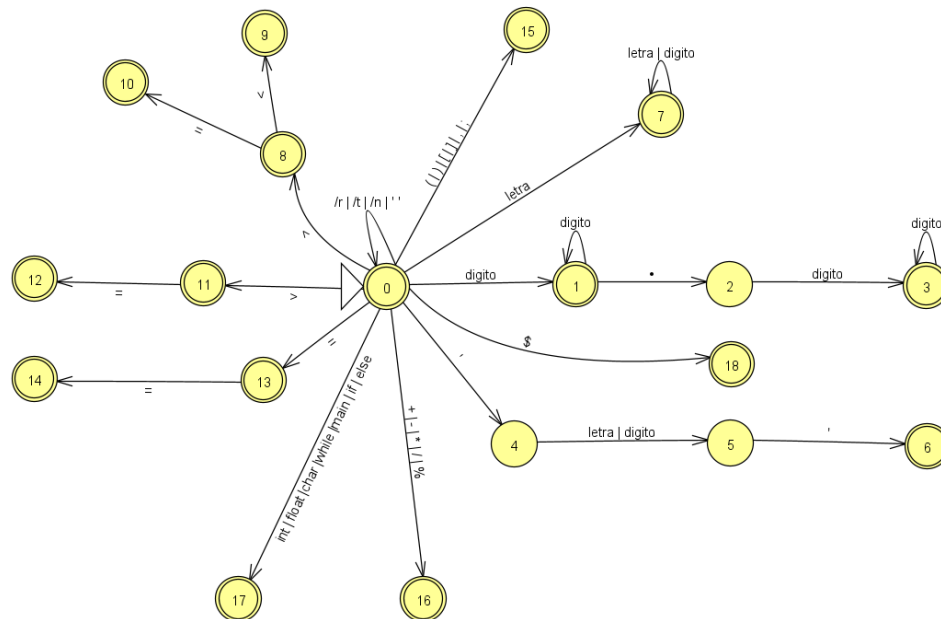 9
15
10
letra | digito
>
=
7
8
( | ) | [ | ] | , | ;
/r | /t | /n | ' '
letra
<
digito
digito
12
=
11
>
0
digito
1
•
2
digito
3
=
$
18
14
=
13
'
4
letra | digito
5
'
6
int | float |char |while |main | if | else
+ | - | * | / | %
17
16